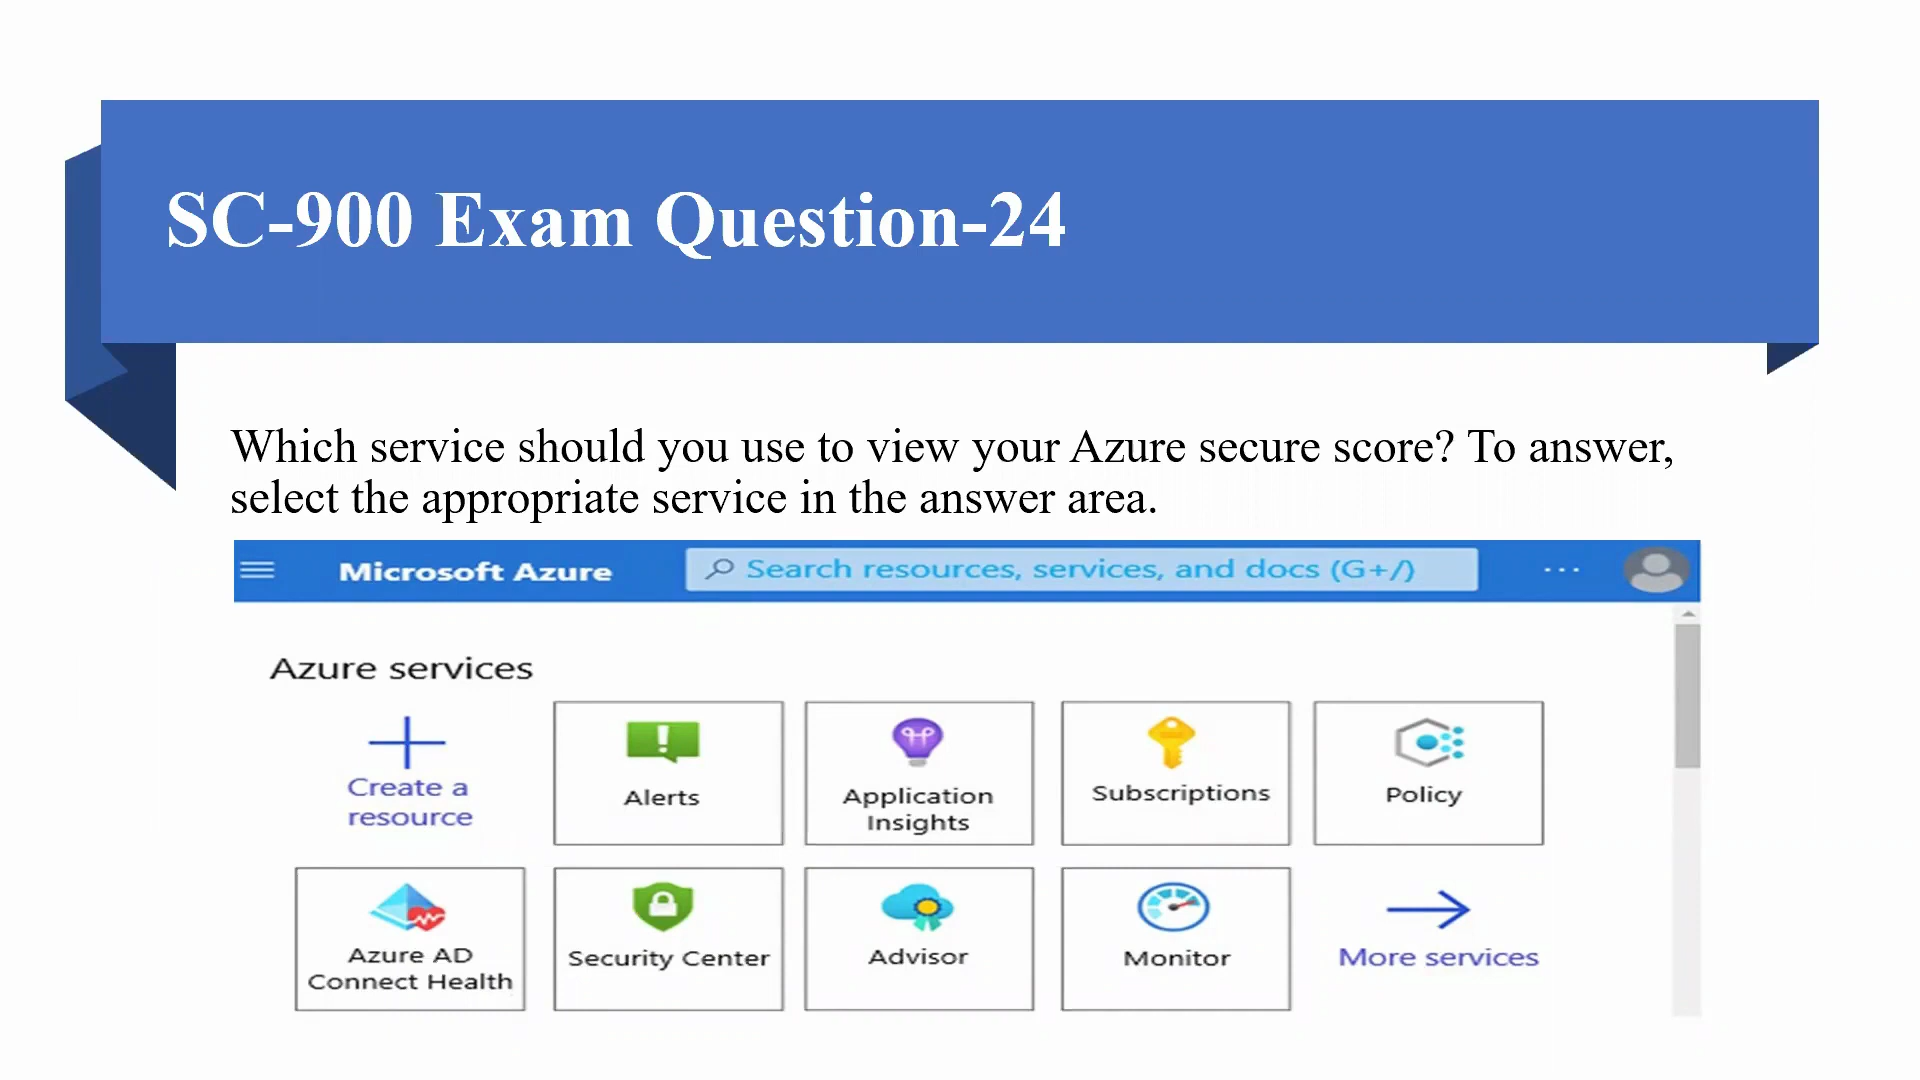 SC-900 Exam Question-24
Which service should you use to view your Azure secure score? To answer,
select the appropriate service in the answer area.
Microsoft Azure
Search resources, services, and docs (G+/)
...
Azure services
Create a
resource
Alerts
Application
Insights
Subscriptions
Policy
Azure AD
Connect Health
Security Center
Advisor
Monitor
More services